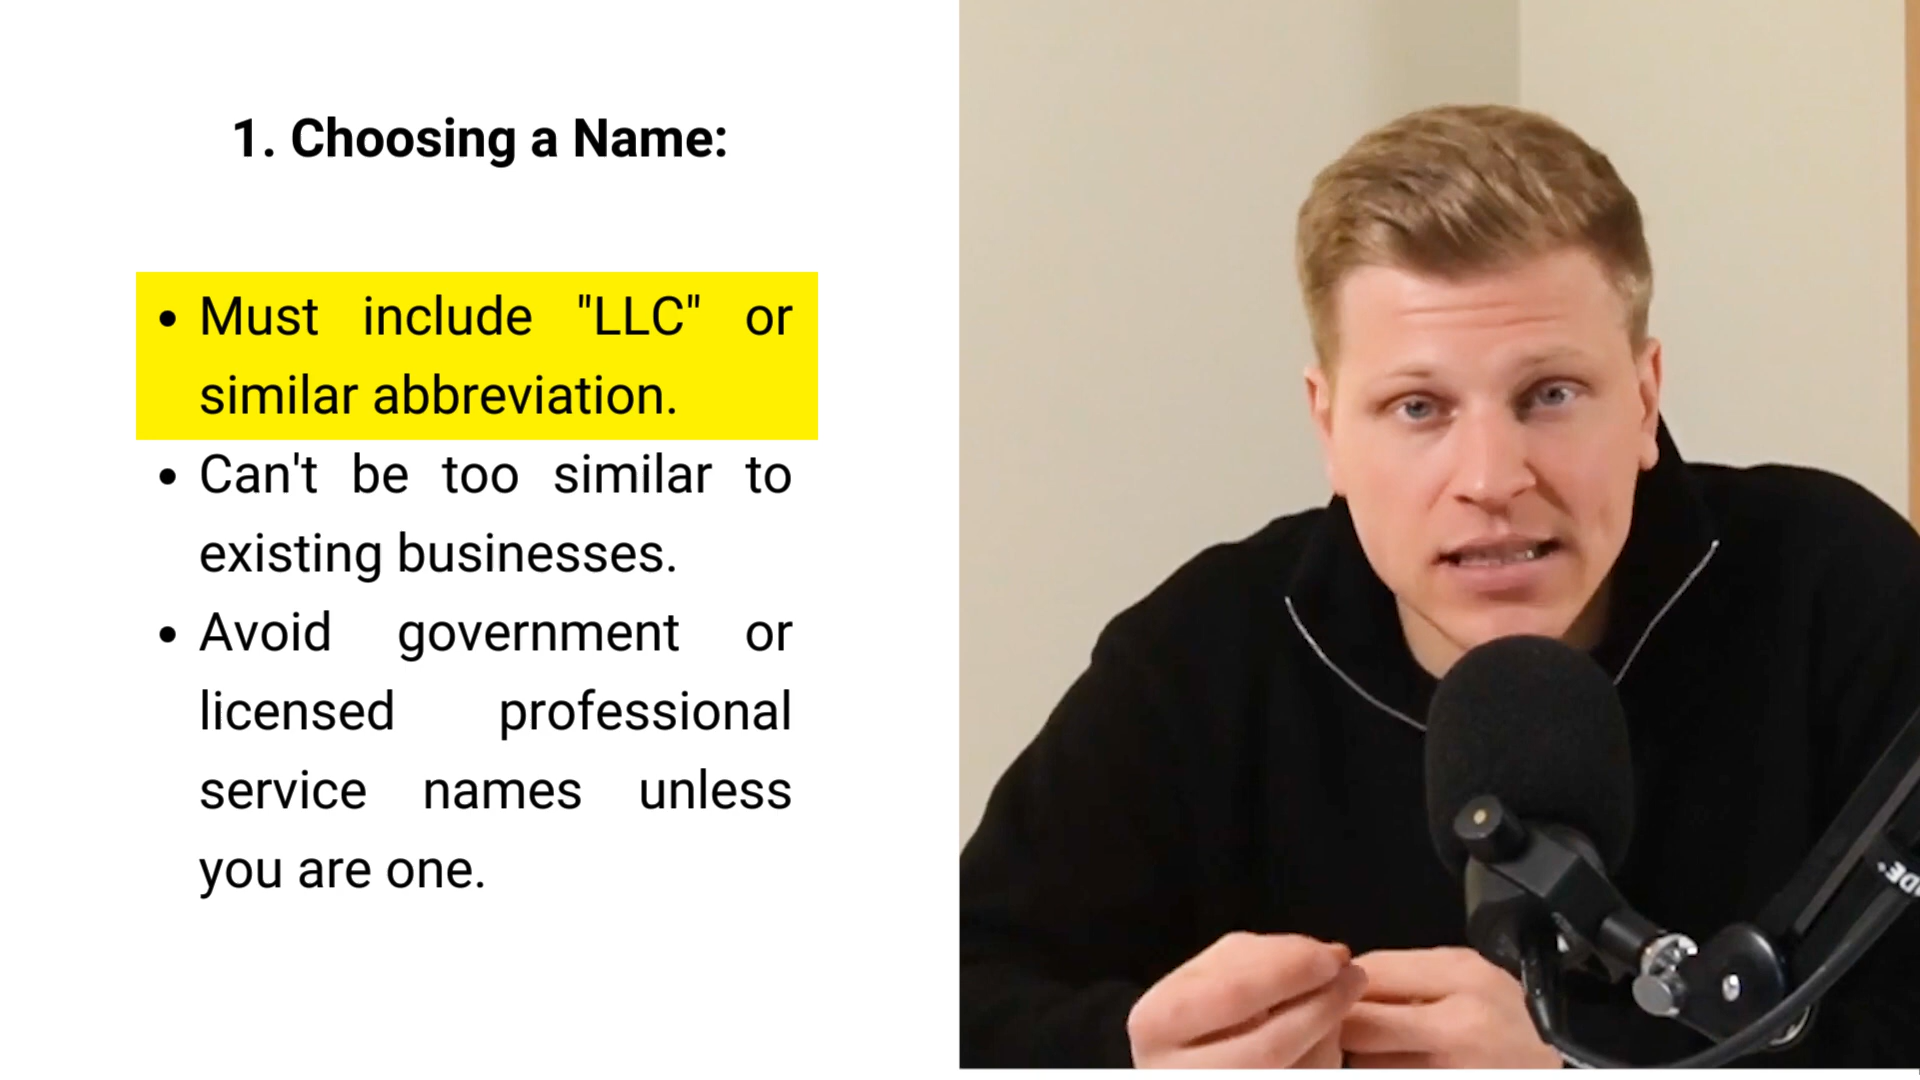 1. Choosing a Name:
• Must include "LLC" or
similar abbreviation.
• Can't be too similar to
existing businesses.
• Avoid government or
licensed professional
service names unless
you are one.